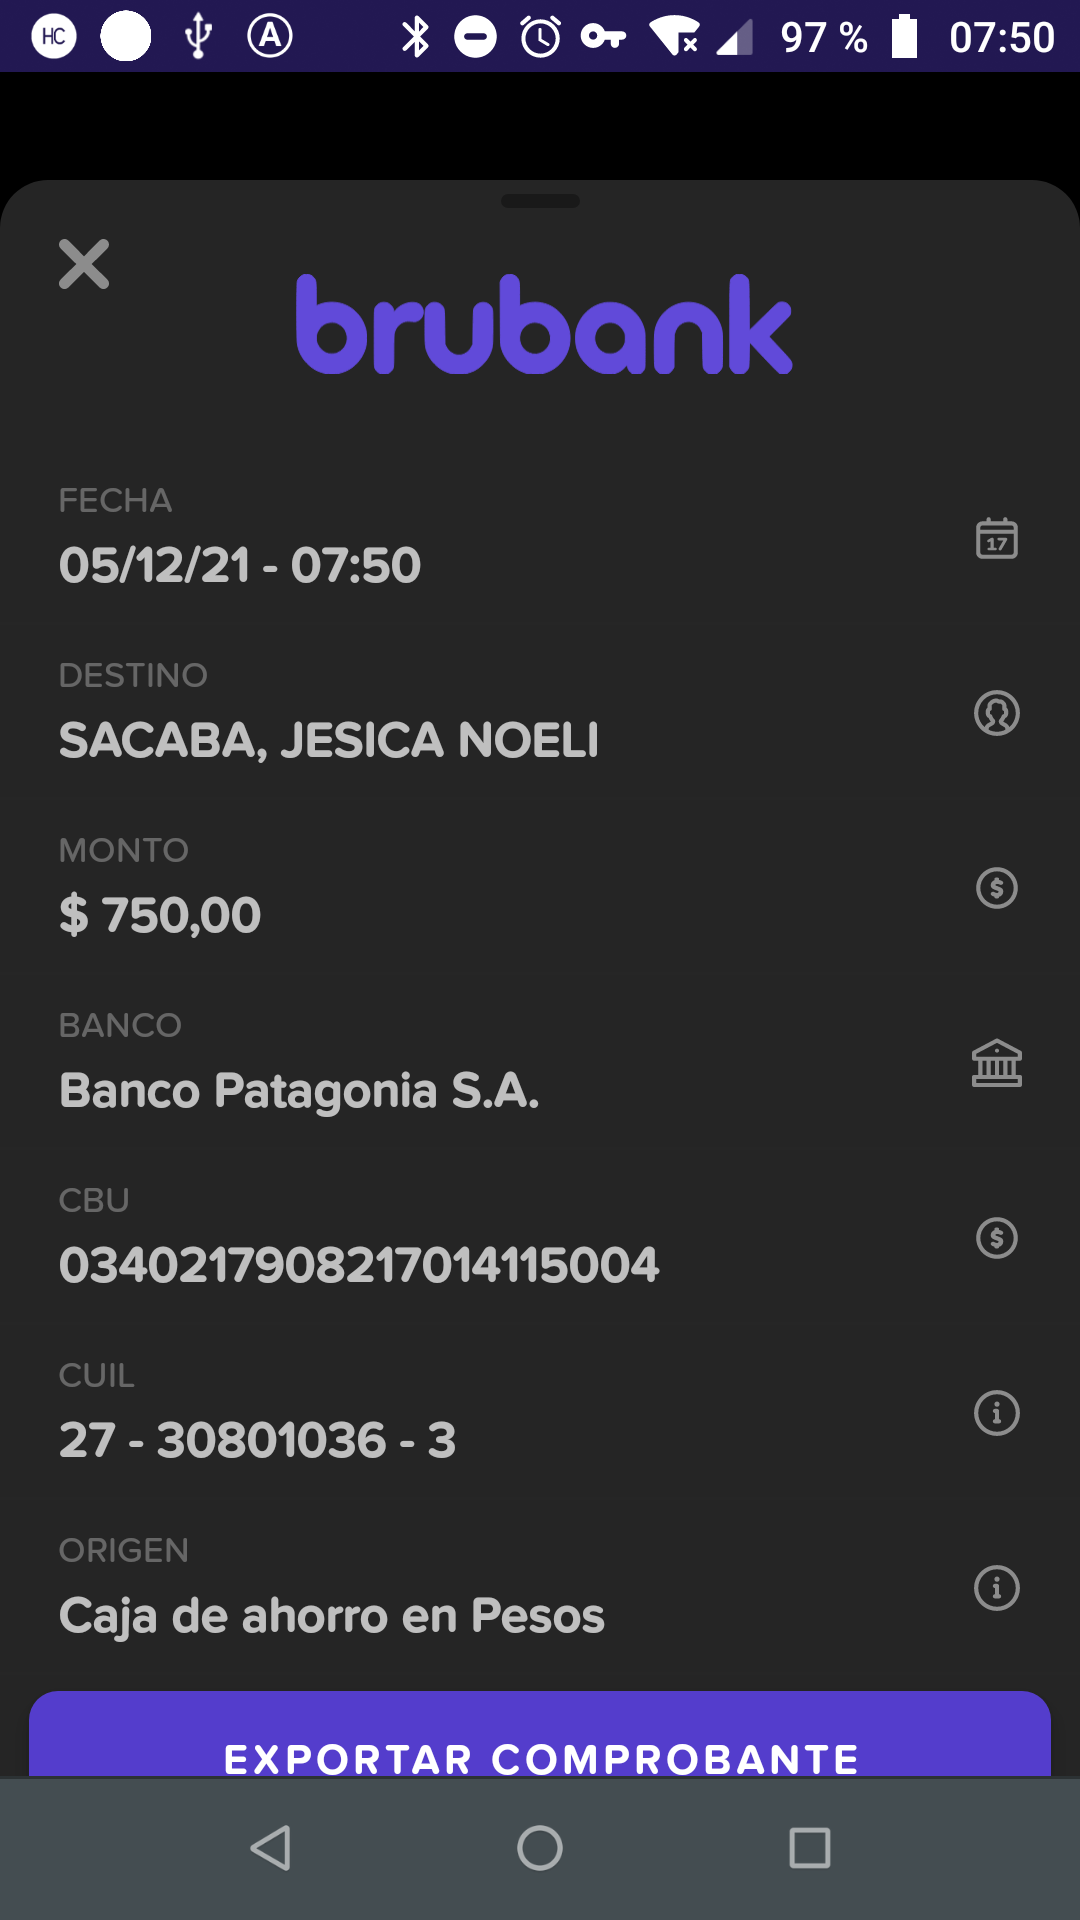 HC A 97 % 07:50
brubank
FECHA
05/12/21 - 07:50
17
DESTINO
SACABA, JESICA NOELI
MONTO
$ 750,00
$
BANCO
Banco Patagonia S.A.
CBU
0340217908217014115004
$
CUIL
27 - 30801036 - 3
i
ORIGEN
Caja de ahorro en Pesos
i
EXPORTAR COMPROBANTE